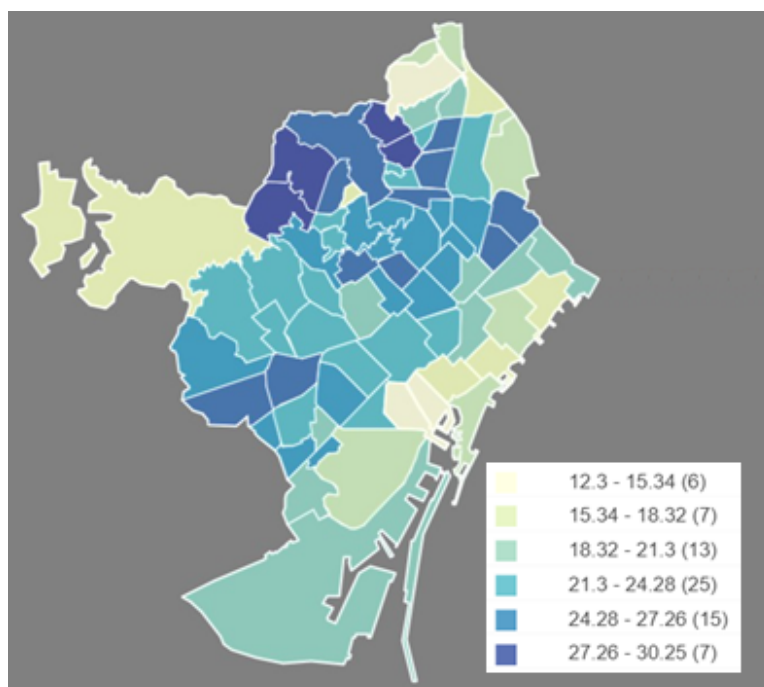 12.3 - 15.34 (6)
15.34 - 18.32 (7)
18.32 - 21.3 (13)
21.3 - 24.28 (25)
24.28 - 27.26 (15)
27.26 - 30.25 (7)